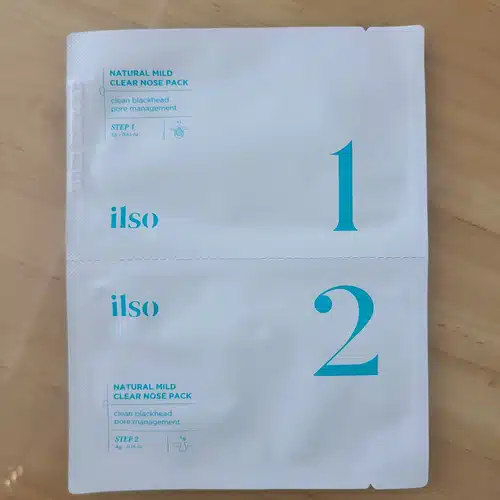 NATURAL MILD
CLEAR NOSE PACK
clean blackhead
pore management
STEP 1
1
ilso
ilso
2
NATURAL MILD
CLEAR NOSE PACK
clean blackhead
pore management
STEP 2